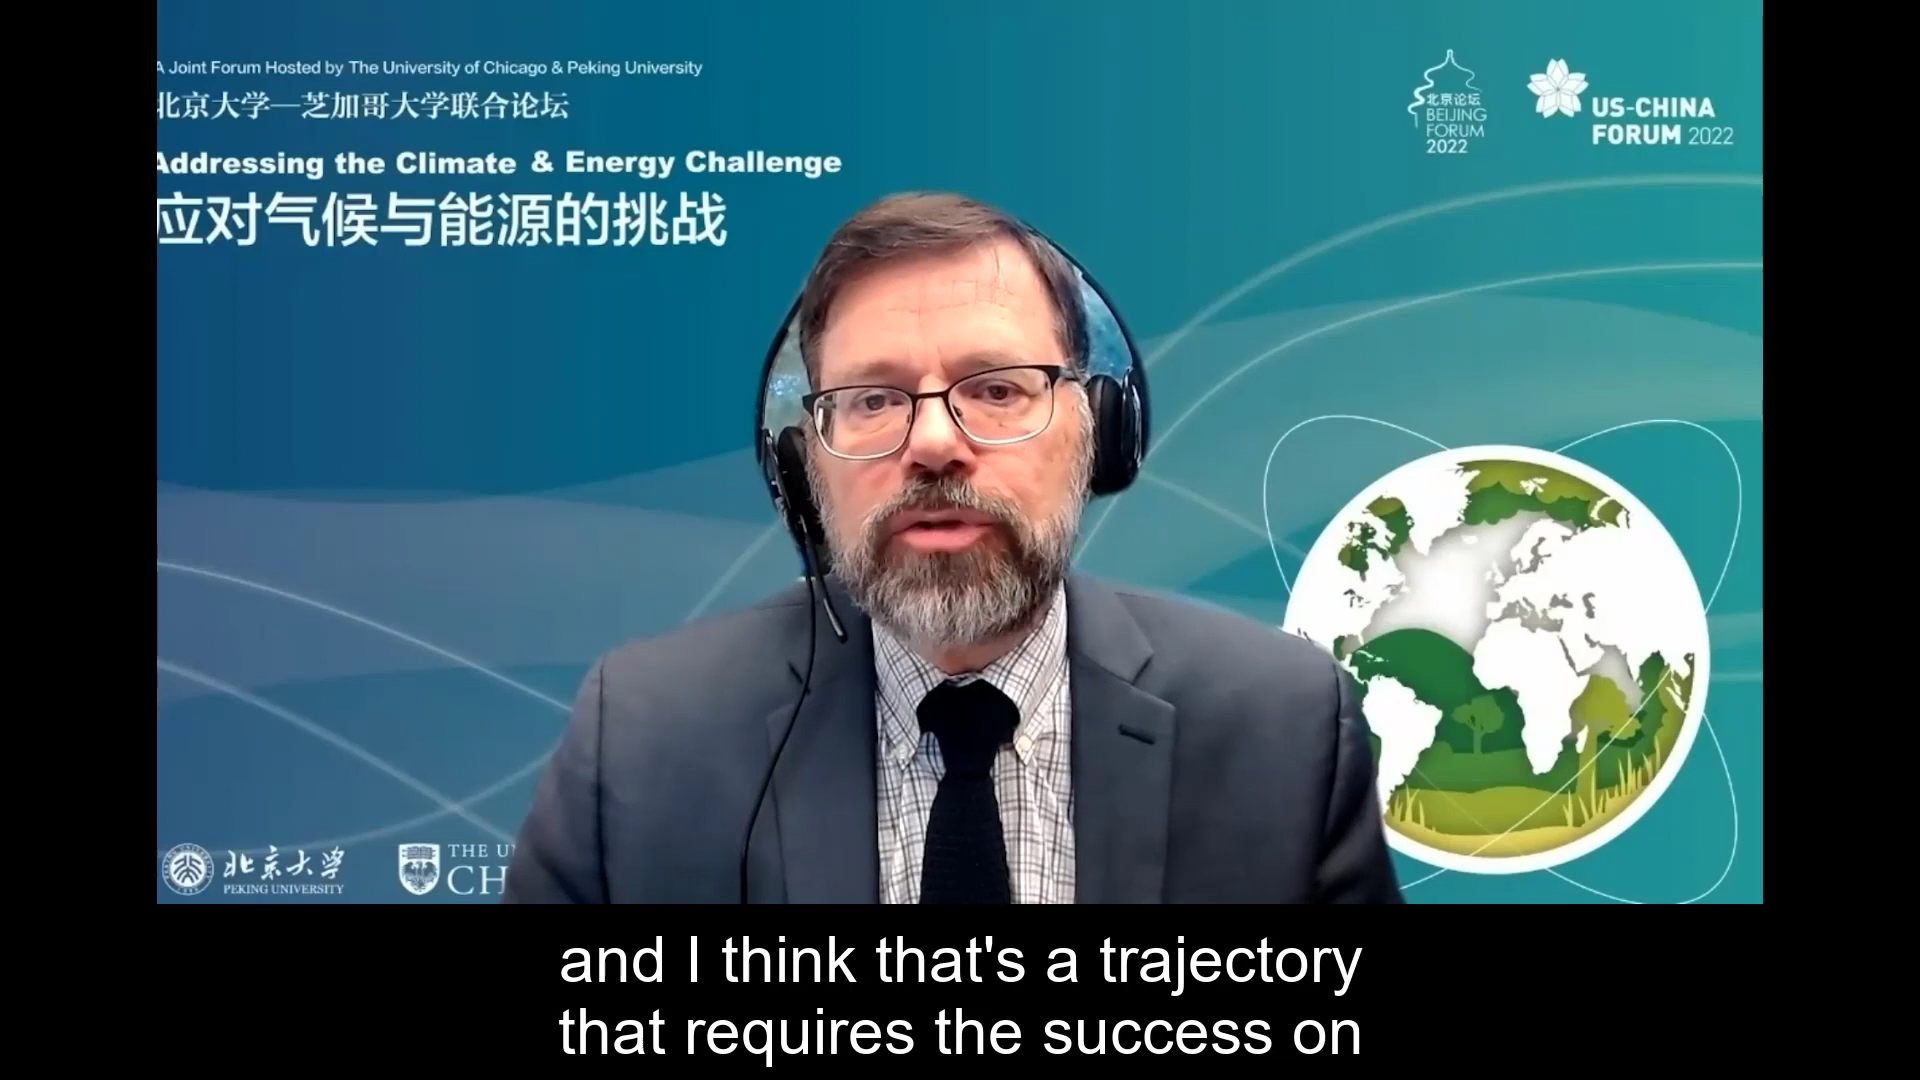 A Joint Forum Hosted by The University of Chicago & Peking University
北京大学—芝加哥大学联合论坛
Addressing the Climate & Energy Challenge
应对气候与能源的挑战
北京论坛
BEIJING
FORUM
2022
US-CHINA
FORUM 2022
北京大学
PEKING UNIVERSITY
THE U
CH
and I think that's a trajectory
that requires the success on